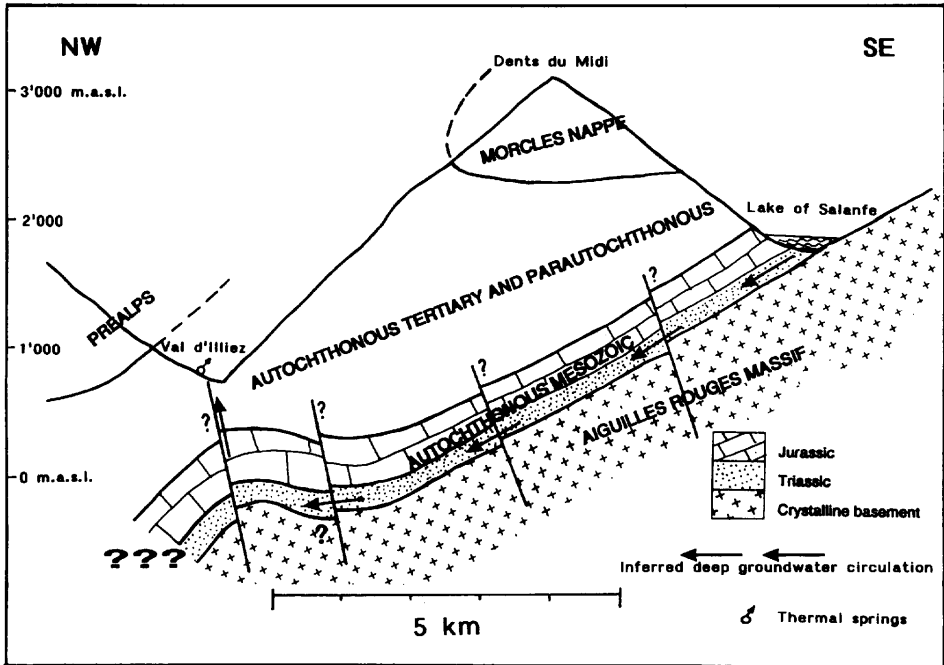 NW
SE
Dents du Midi
3'000 m.a.s.l.
MORCLES NAPPE
2'000
Lake of Salanfe
AUTOCHTHONOUS TERTIARY AND PARAUTOCHTHONOUS
?
PREALPS
Val d'Illiez
1'000
?
?
?
AUTOCHTHONOUS MESOZOIC
AIGUILLES ROUGES MASSIF
0 m.a.s.l.
Jurassic
Triassic
Crystalline basement
?
???
Inferred deep groundwater circulation
5 km
Thermal springs